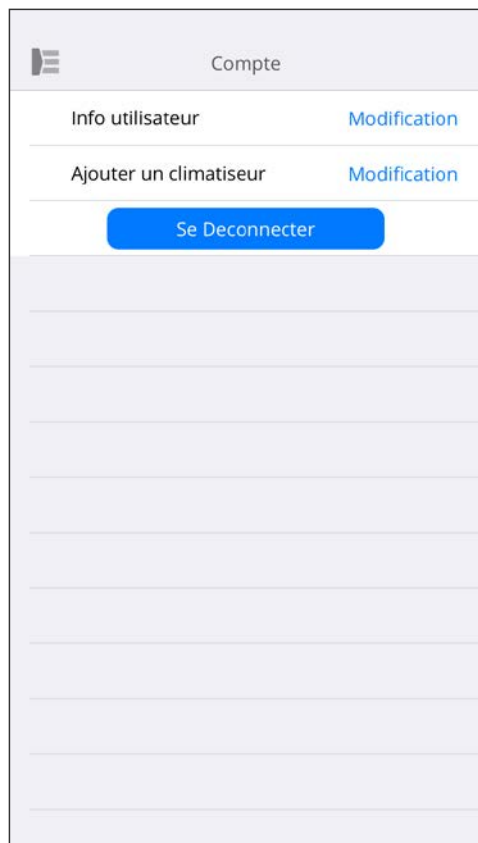 Compte
Info utilisateur Modification
Ajouter un climatiseur Modification
Se Deconnecter